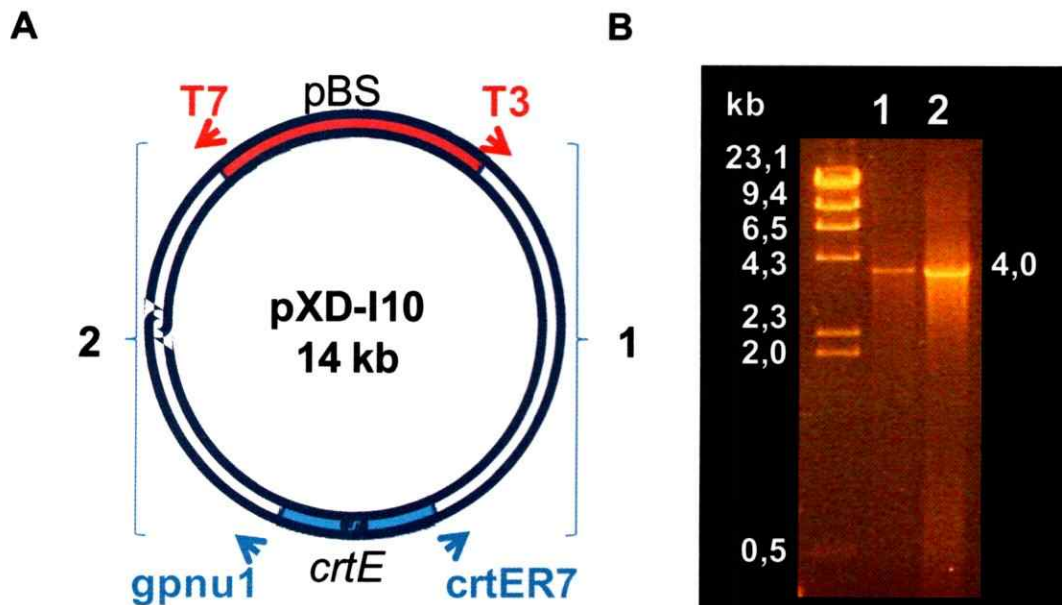 A
T7
pBS
T3
2
pXD-I10
14 kb
1
gpnu1
crtE
crtER7
B
kb
1 2
23,1
9,4
6,5
4,3
2,3
2,0
0,5
4,0